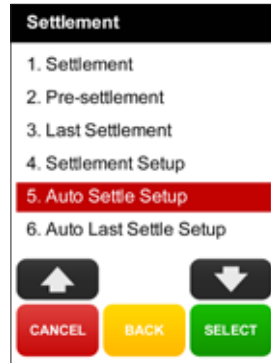 Settlement
1. Settlement
2. Pre-settlement
3. Last Settlement
4. Settlement Setup
5. Auto Settle Setup
6. Auto Last Settle Setup
CANCEL BACK SELECT